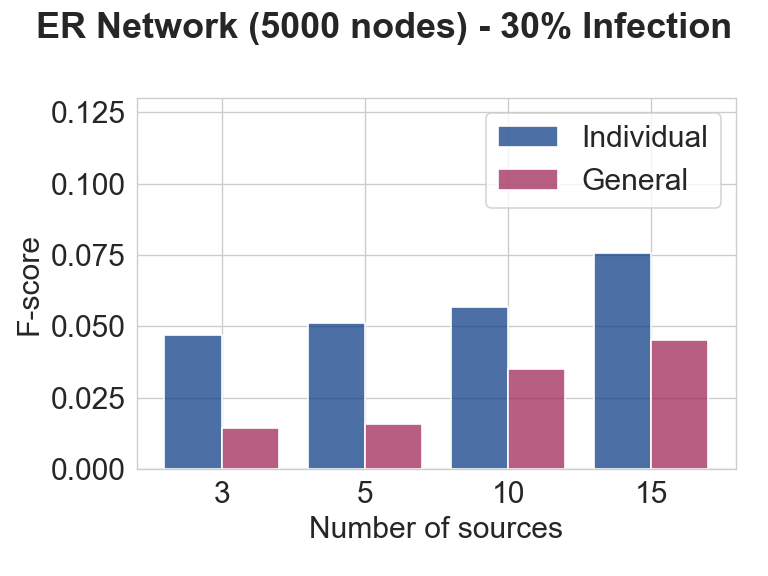 ER Network (5000 nodes) - 30% Infection
0.125
0.100
0.075
0.050
0.025
0.000
F-score
Individual
General
3 5 10 15
Number of sources